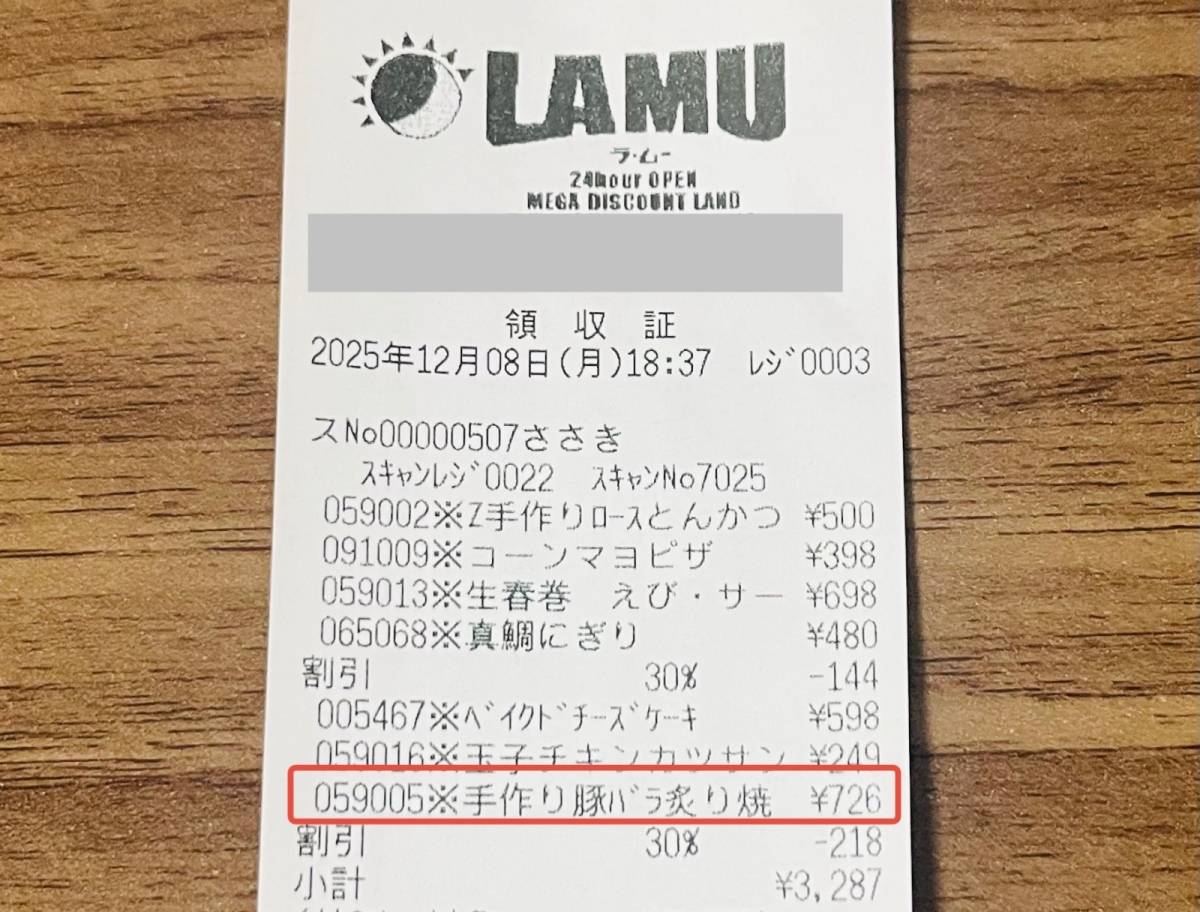 LAMU
ラ・ムー
24hour OPEN
MEGA DISCOUNT LAND
領収証
2025年12月08日(月)18:37 ﾚｼﾞ0003
スNo00000507ささき
ｽｷｬﾝﾚｼﾞ0022 ｽｷｬﾝNo7025
059002※Z手作りﾛｰｽとんかつ ¥500
091009※コーンマヨピザ ¥398
059013※生春巻 えび・サー ¥698
065068※真鯛にぎり ¥480
割引 30% -144
005467※ﾍﾞｲｸﾄﾞﾁｰｽﾞｹｰｷ ¥598
059016※玉子チキンカツサン ¥249
059005※手作り豚ﾊﾞﾗ炙り焼 ¥726
割引 30% -218
小計 ¥3,287